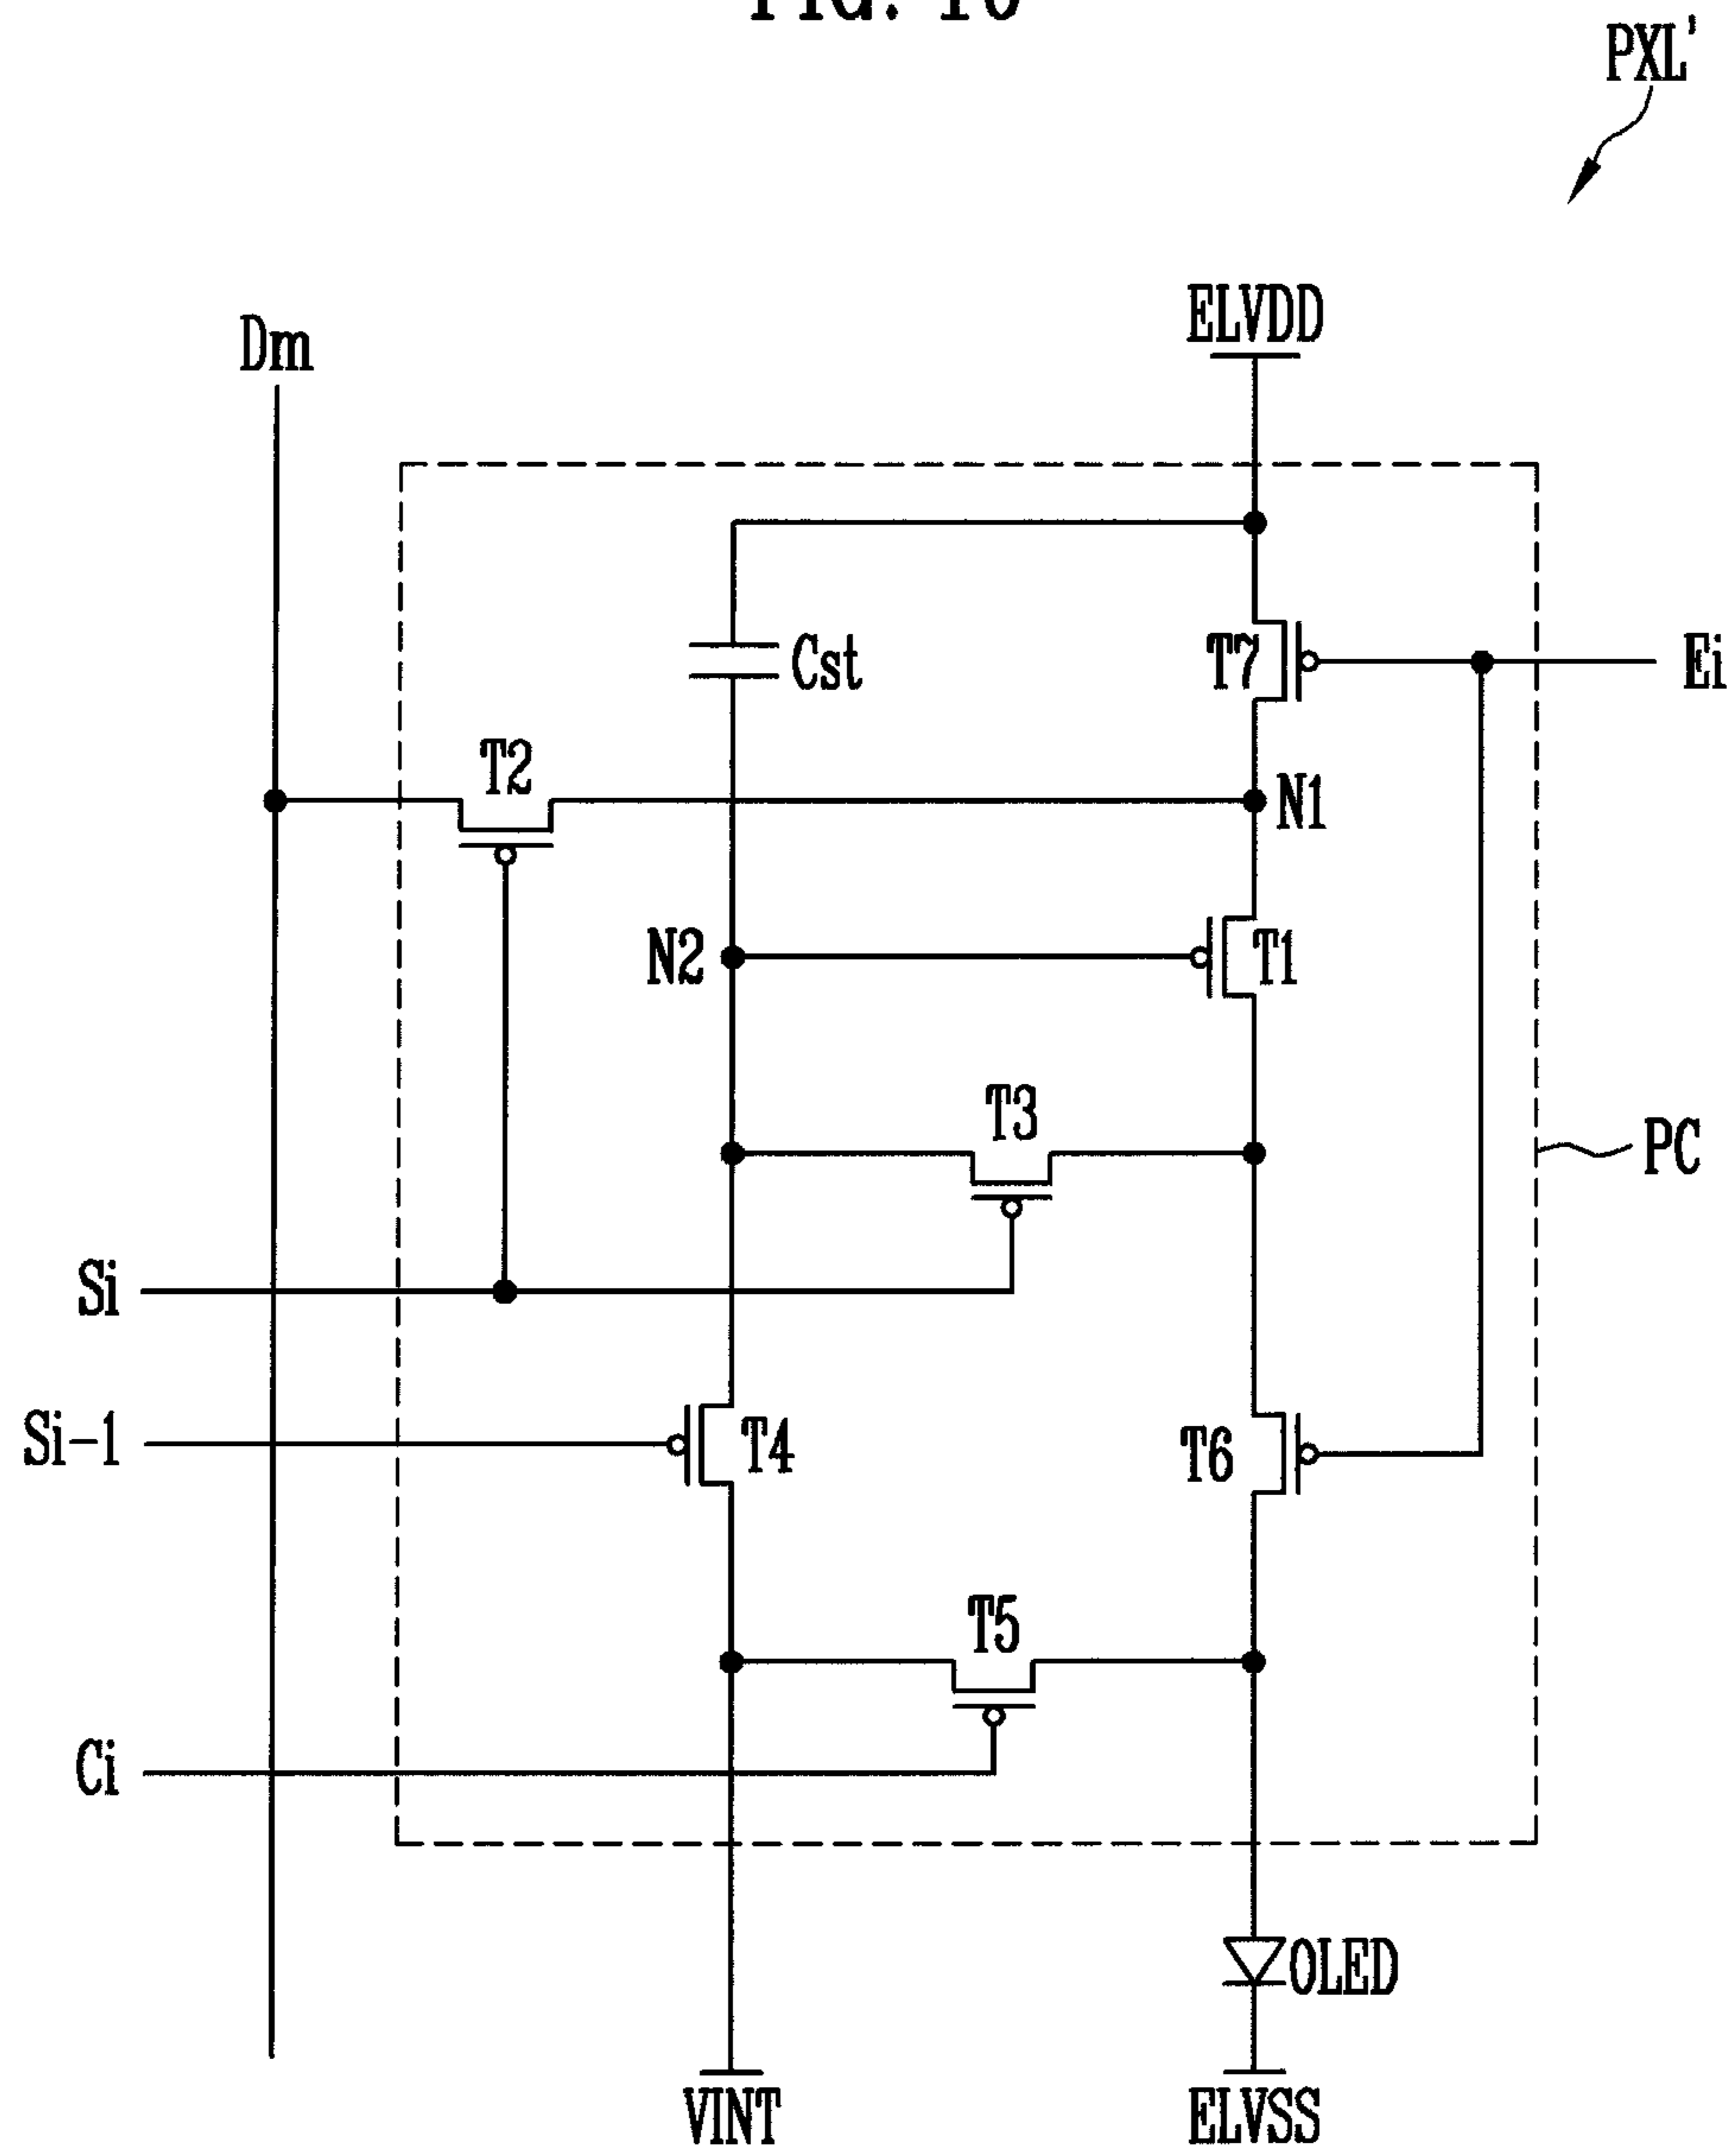 PXL'
ELVDD
Dm
Cst
T7
Ei
T2
N1
N2
T1
T3
PC
Si
Si-1
T4
T6
T5
Ci
OLED
VINT
ELVSS